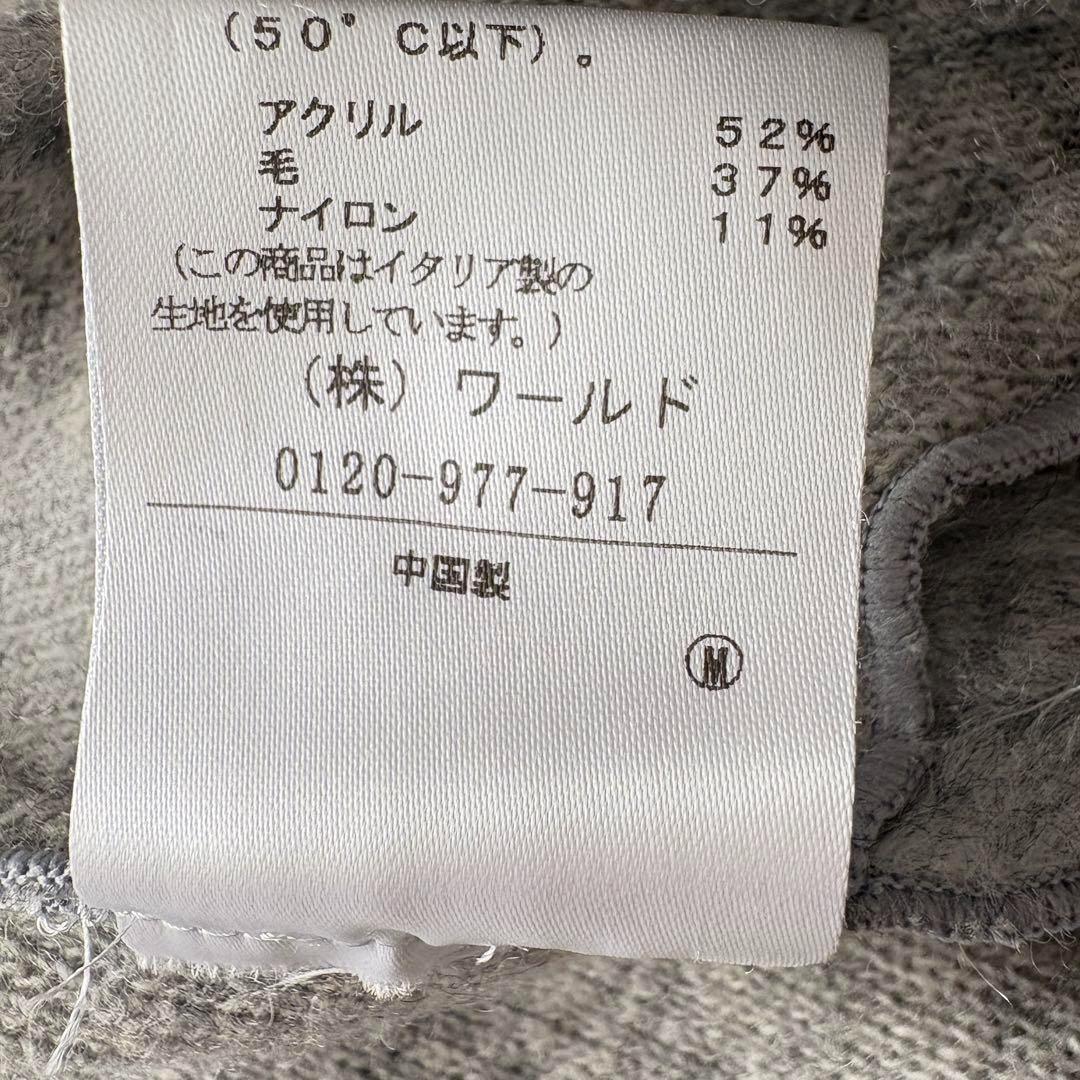 （５０°Ｃ以下）。
アクリル ５２％
毛 ３７％
ナイロン １１％
（この商品はイタリア製の
生地を使用しています。）
（株）ワールド
0120-977-917
中国製
Ⓜ